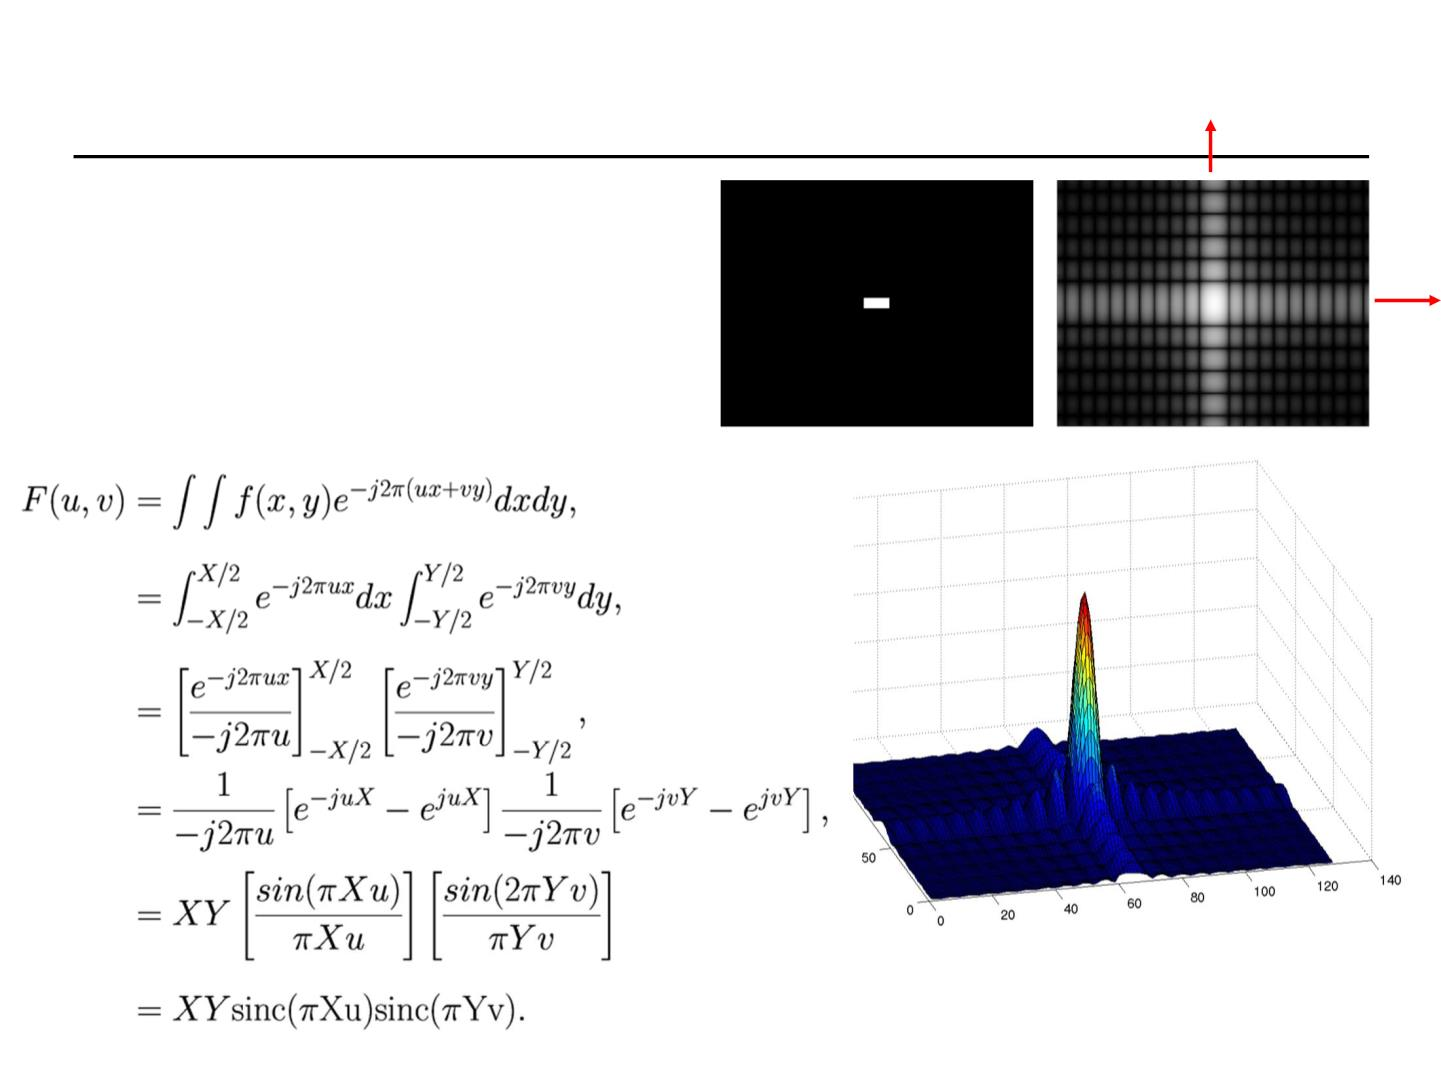 F(u, v) = ∫ ∫ f(x, y)e^{−j2π(ux+vy)}dxdy,
= ∫_{−X/2}^{X/2} e^{−j2πux}dx ∫_{−Y/2}^{Y/2} e^{−j2πvy}dy,
= [e^{−j2πux}/−j2πu]_{−X/2}^{X/2} [e^{−j2πvy}/−j2πv]_{−Y/2}^{Y/2},
= 1/−j2πu [e^{−juX} − e^{juX}] 1/−j2πv [e^{−jvY} − e^{jvY}],
= XY [sin(πXu)/πXu] [sin(2πYv)/πYv]
= XYsinc(πXu)sinc(πYv).
50
0
0 20 40 60 80 100 120 140